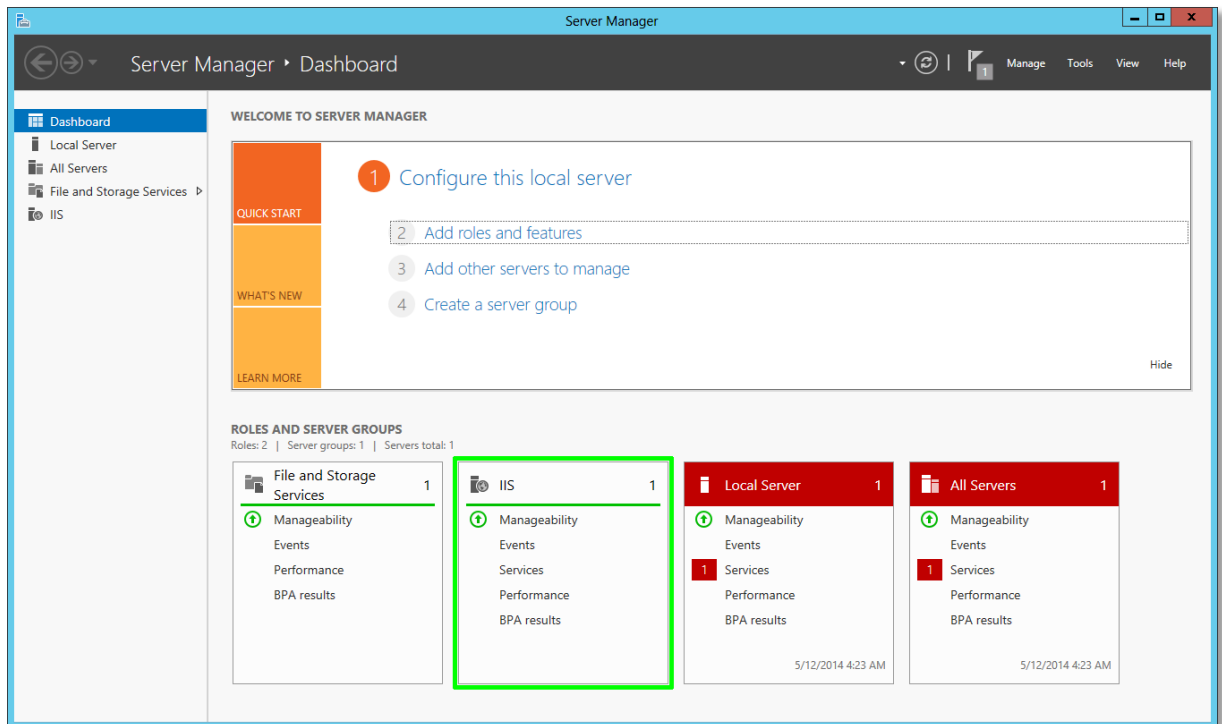 Server Manager
Server Manager • Dashboard
1
Manage
Tools
View
Help
Dashboard
Local Server
All Servers
File and Storage Services
IIS
WELCOME TO SERVER MANAGER
QUICK START
WHAT'S NEW
LEARN MORE
1 Configure this local server
2 Add roles and features
3 Add other servers to manage
4 Create a server group
Hide
ROLES AND SERVER GROUPS
Roles: 2 | Server groups: 1 | Servers total: 1
File and Storage
Services 1
Manageability
Events
Performance
BPA results
IIS 1
Manageability
Events
Services
Performance
BPA results
Local Server 1
Manageability
Events
1 Services
Performance
BPA results
5/12/2014 4:23 AM
All Servers 1
Manageability
Events
1 Services
Performance
BPA results
5/12/2014 4:23 AM